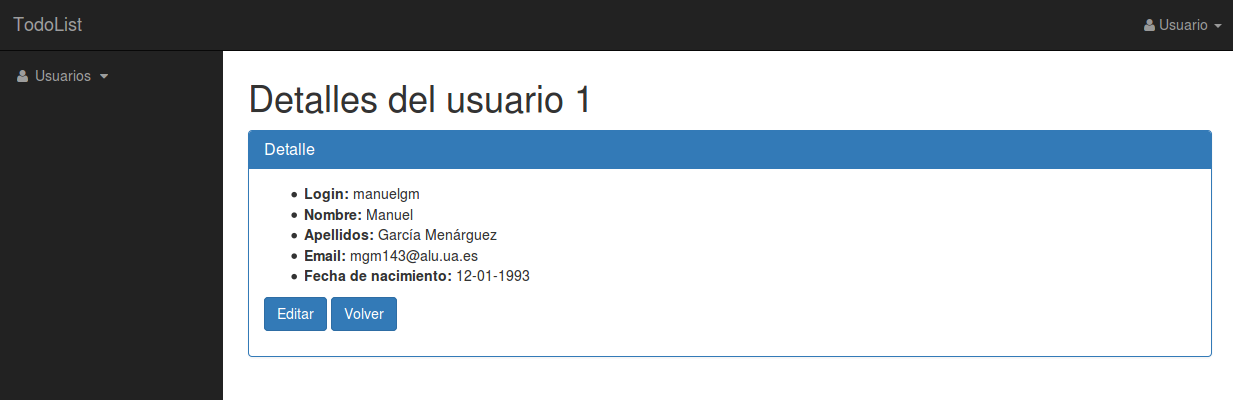 TodoList
Usuario
Usuarios
Detalles del usuario 1
Detalle
Login: manuelgm
Nombre: Manuel
Apellidos: García Menárguez
Email: mgm143@alu.ua.es
Fecha de nacimiento: 12-01-1993
Editar Volver